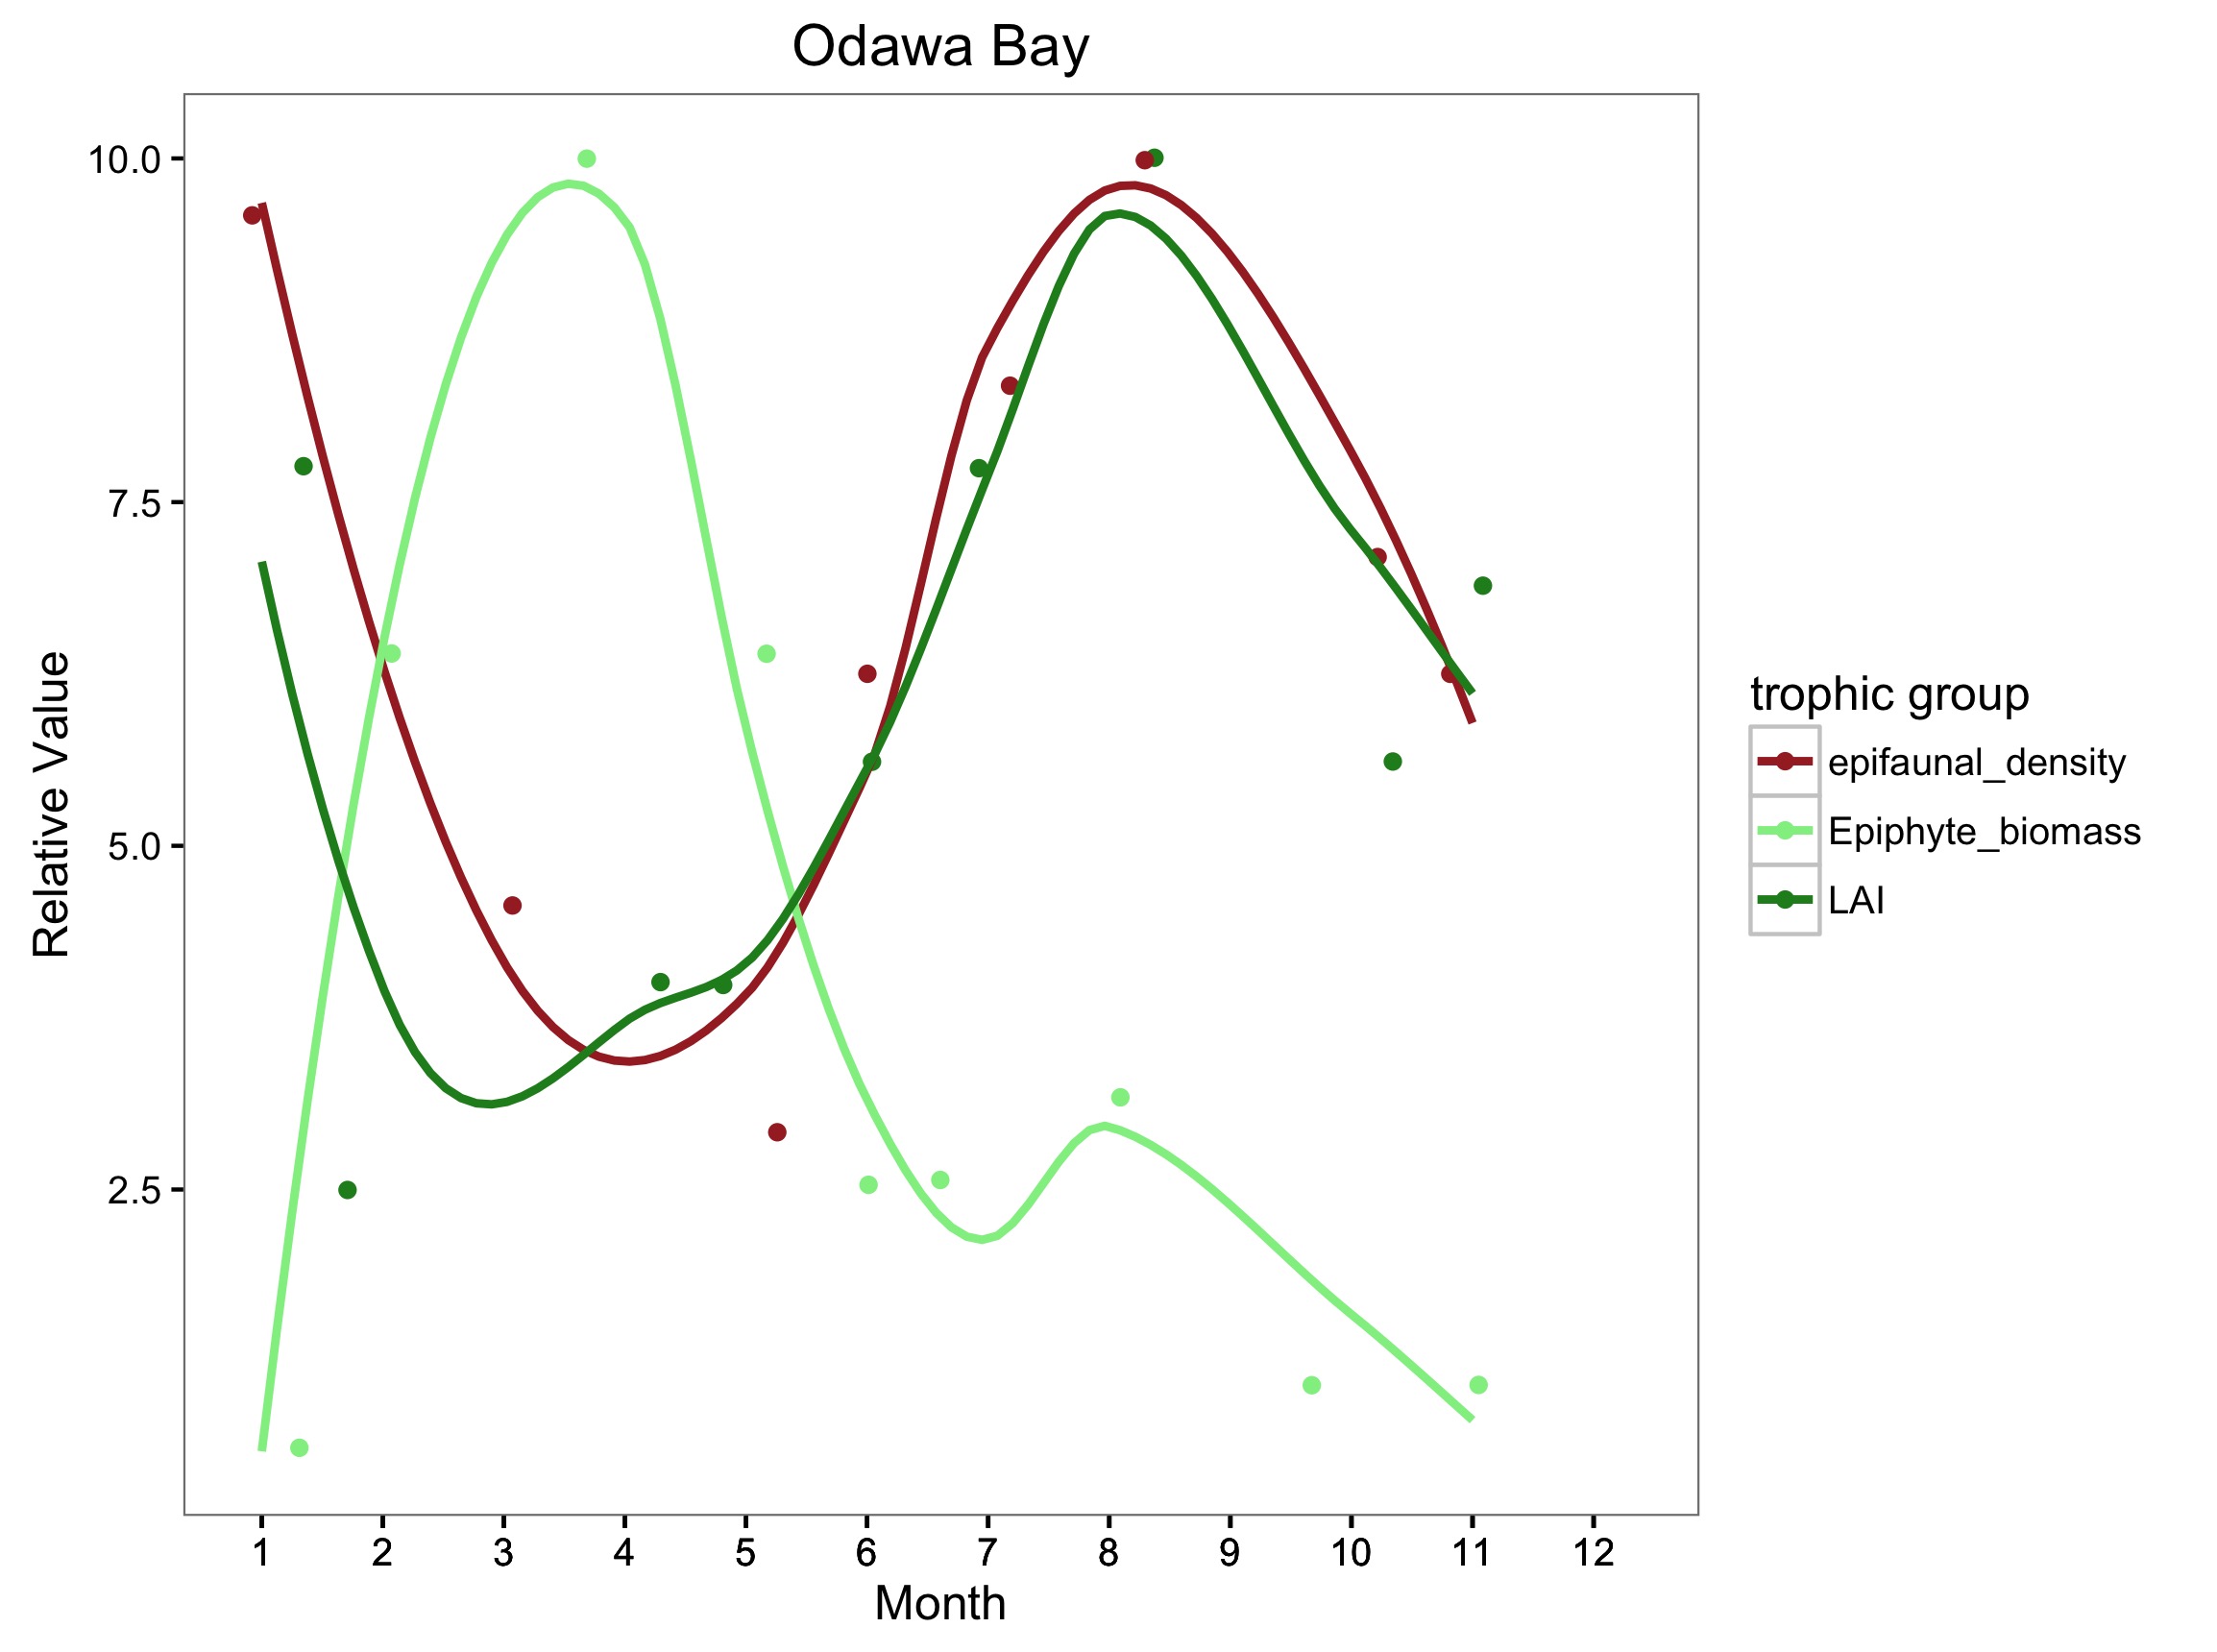 Odawa Bay
10.0
7.5
5.0
2.5
Relative Value
1 2 3 4 5 6 7 8 9 10 11 12
Month
trophic group
epifaunal_density
Epiphyte_biomass
LAI